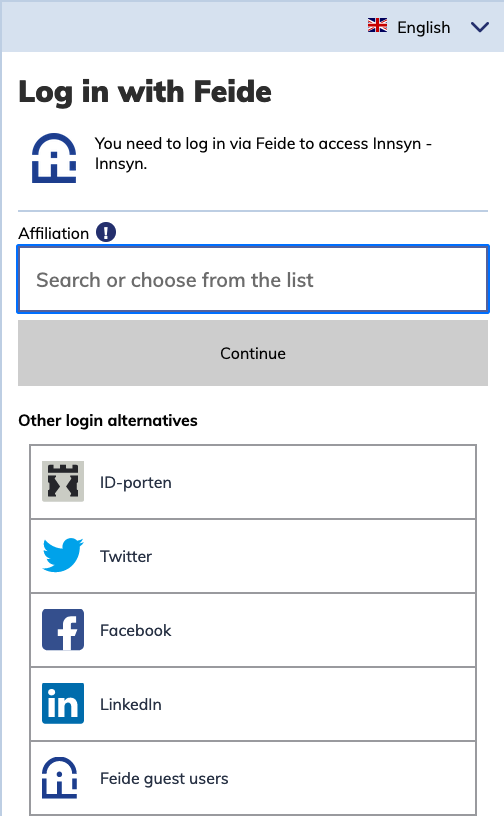 English
Log in with Feide
You need to log in via Feide to access Innsyn -
Innsyn.
Affiliation !
Search or choose from the list
Continue
Other login alternatives
ID-porten
Twitter
Facebook
LinkedIn
Feide guest users